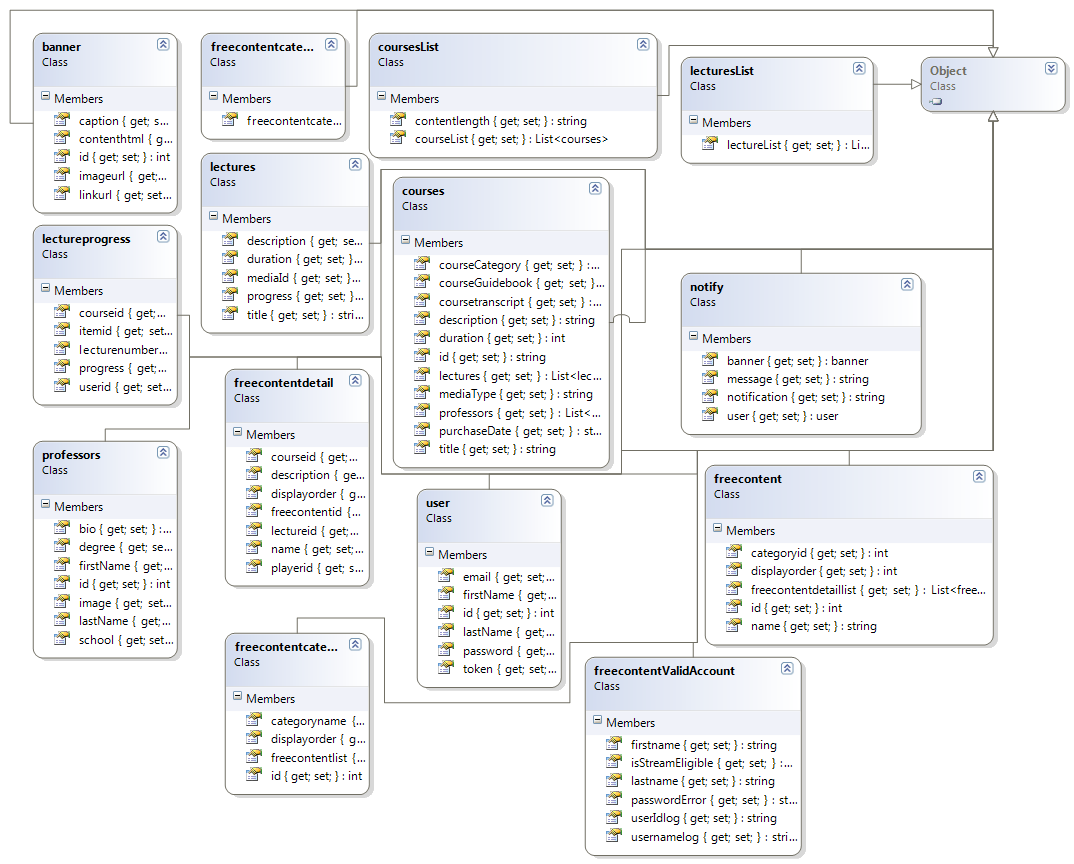 banner
Class
Members
caption { get; s...
contenthtml { g...
id { get; set; } : int
imageurl { get;...
linkurl { get; set...
freecontentcate...
Class
Members
freecontentcate...
coursesList
Class
Members
contentlength { get; set; } : string
courseList { get; set; } : List<courses>
lecturesList
Class
Members
lectureList { get; set; } : Li...
Object
Class
lectures
Class
Members
description { get; se...
duration { get; set; }...
mediaId { get; set; }...
progress { get; set; }...
title { get; set; } : stri...
courses
Class
Members
courseCategory { get; set; } :...
courseGuidebook { get; set; }...
coursetranscript { get; set; } :...
description { get; set; } : string
duration { get; set; } : int
id { get; set; } : string
lectures { get; set; } : List<lec...
mediaType { get; set; } : string
professors { get; set; } : List<...
purchaseDate { get; set; } : st...
title { get; set; } : string
lectureprogress
Class
Members
courseid { get;...
itemid { get; set...
lecturenumber...
progress { get;...
userid { get; set...
notify
Class
Members
banner { get; set; } : banner
message { get; set; } : string
notification { get; set; } : string
user { get; set; } : user
freecontentdetail
Class
Members
courseid { get;...
description { ge...
displayorder { g...
freecontentid {...
lectureid { get;...
name { get; set;...
playerid { get; s...
professors
Class
Members
bio { get; set; } :...
degree { get; se...
firstName { get;...
id { get; set; } : int
image { get; set...
lastName { get;...
school { get; set...
user
Class
Members
email { get; set;...
firstName { get;...
id { get; set; } : int
lastName { get;...
password { get;...
token { get; set;...
freecontent
Class
Members
categoryid { get; set; } : int
displayorder { get; set; } : int
freecontentdetaillist { get; set; } : List<free...
id { get; set; } : int
name { get; set; } : string
freecontentcate...
Class
Members
categoryname {...
displayorder { g...
freecontentlist {...
id { get; set; } : int
freecontentValidAccount
Class
Members
firstname { get; set; } : string
isStreamEligible { get; set; } :...
lastname { get; set; } : string
passwordError { get; set; } : st...
userIdlog { get; set; } : string
usernamelog { get; set; } : stri...